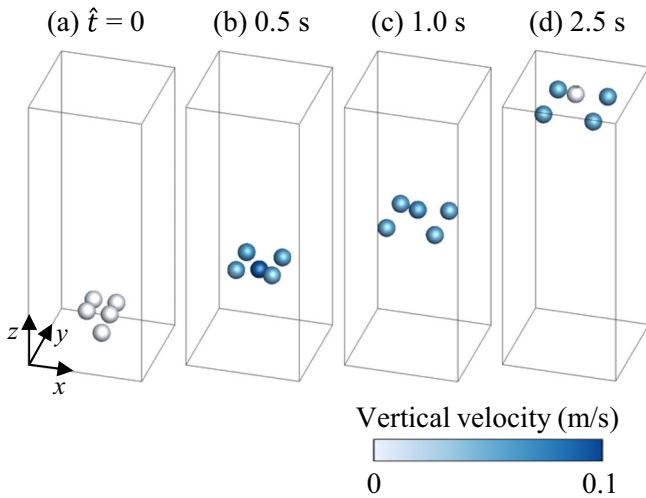 (a) t̂ = 0 (b) 0.5 s (c) 1.0 s (d) 2.5 s
z
y
x
Vertical velocity (m/s)
0 0.1